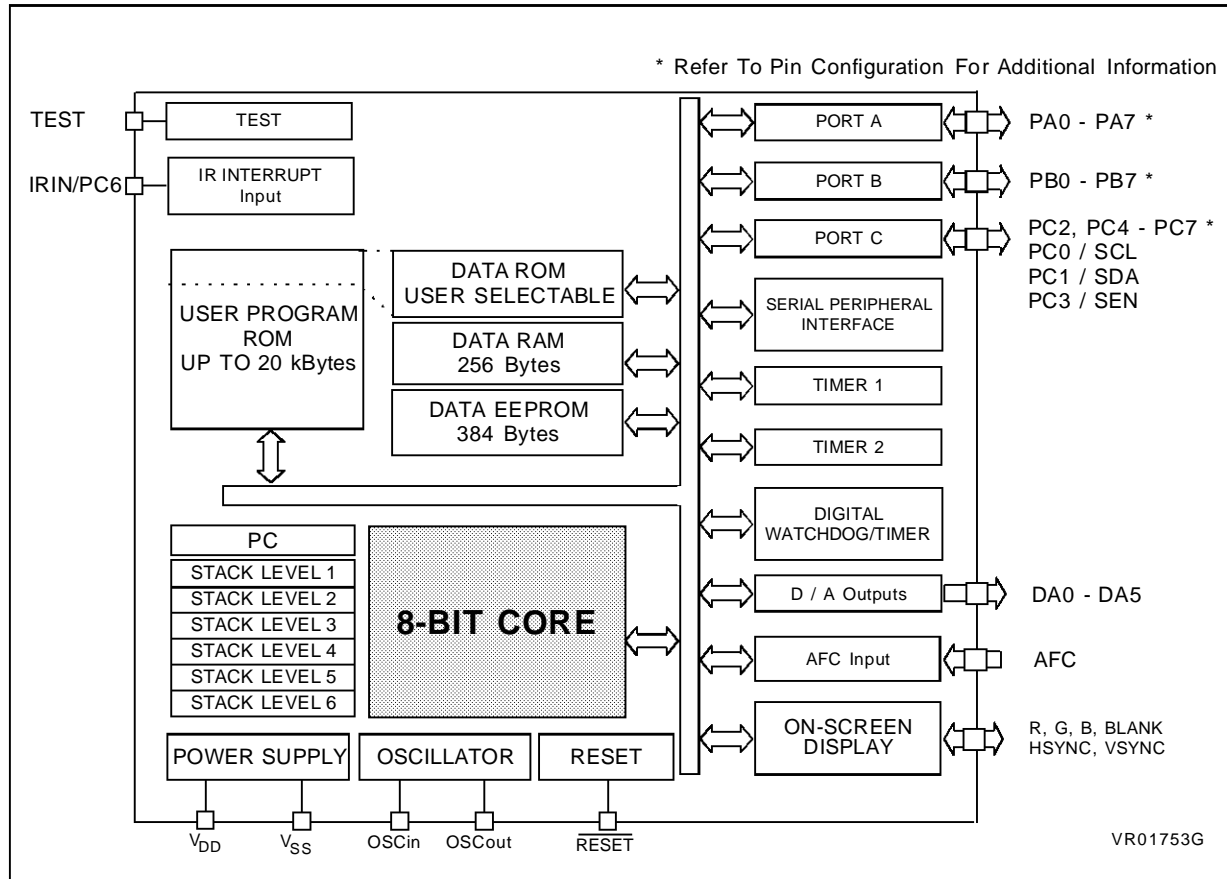 * Refer To Pin Configuration For Additional Information
TEST
TEST
IRIN/PC6
IR INTERRUPT
Input
USER PROGRAM
ROM
UP TO 20 kBytes
DATA ROM
USER SELECTABLE
DATA RAM
256 Bytes
DATA EEPROM
384 Bytes
PC
STACK LEVEL 1
STACK LEVEL 2
STACK LEVEL 3
STACK LEVEL 4
STACK LEVEL 5
STACK LEVEL 6
8-BIT CORE
POWER SUPPLY
OSCILLATOR
RESET
VDD
VSS
OSCin
OSCout
RESET
PORT A
PA0 - PA7 *
PORT B
PB0 - PB7 *
PORT C
PC2, PC4 - PC7 *
PC0 / SCL
PC1 / SDA
PC3 / SEN
SERIAL PERIPHERAL
INTERFACE
TIMER 1
TIMER 2
DIGITAL
WATCHDOG/TIMER
D / A Outputs
DA0 - DA5
AFC Input
AFC
ON-SCREEN
DISPLAY
R, G, B, BLANK
HSYNC, VSYNC
VR01753G